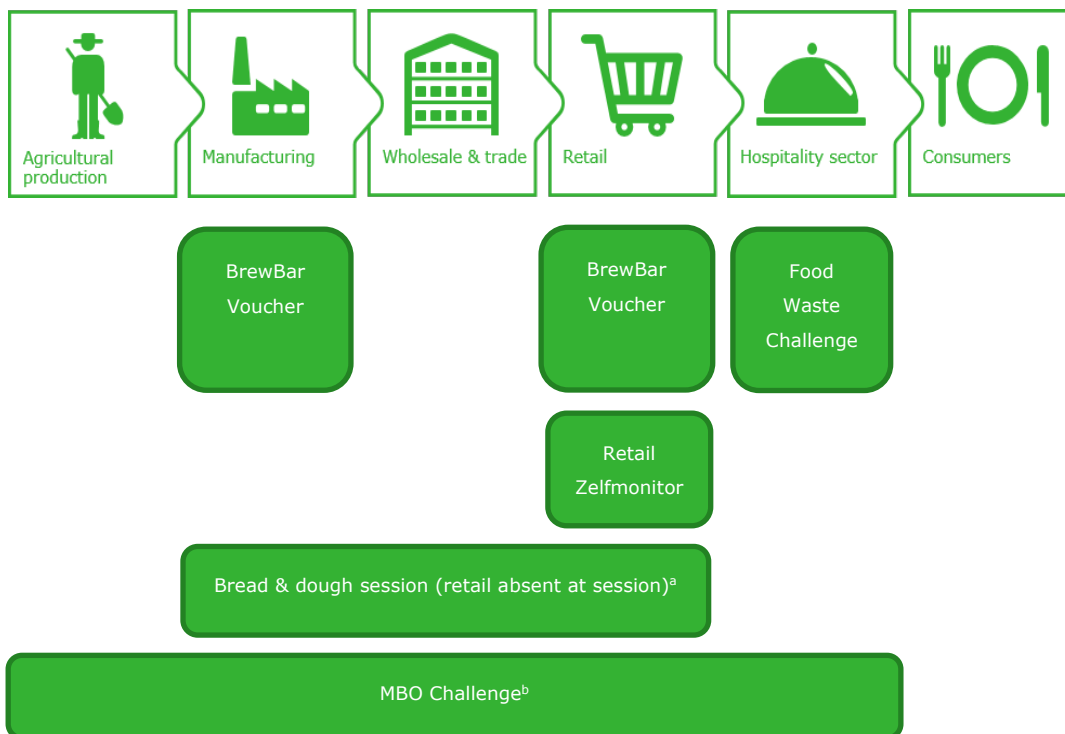 Agricultural
production
Manufacturing
Wholesale & trade
Retail
Hospitality sector
Consumers
BrewBar
Voucher
BrewBar
Voucher
Food
Waste
Challenge
Retail
Zelfmonitor
Bread & dough session (retail absent at session)ᵃ
MBO Challengeᵇ